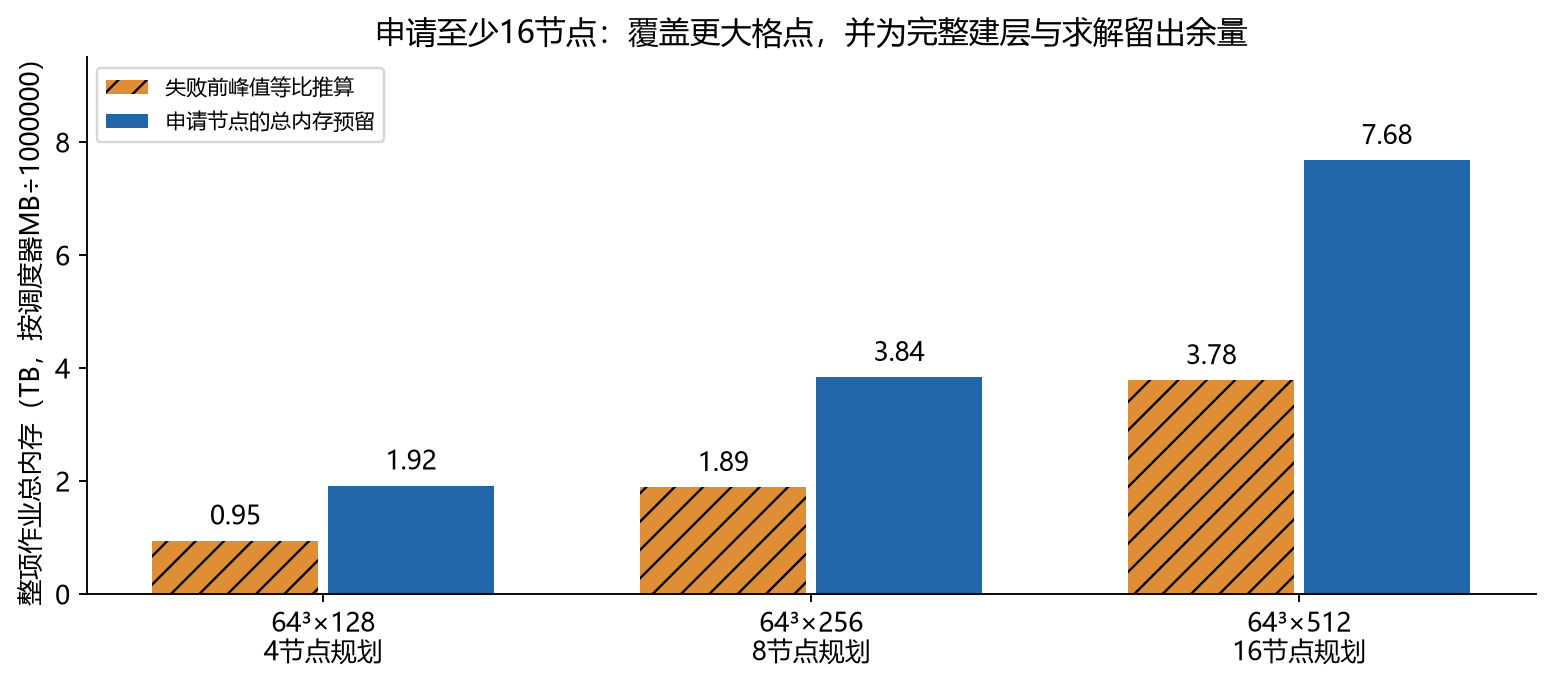 申请至少16节点：覆盖更大格点，并为完整建层与求解留出余量
失败前峰值等比推算
申请节点的总内存预留
整项作业总内存（TB，按调度器MB÷1000000）
8
6
4
2
0
0.95
1.92
1.89
3.84
3.78
7.68
64³×128
4节点规划
64³×256
8节点规划
64³×512
16节点规划